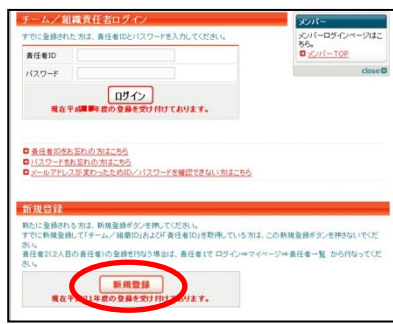 チーム／組織責任者ログイン
すでに登録された方は、責任者IDとパスワードを入力してください。
責任者ID
パスワード
ログイン
年度の登録を受け付けております。
責任者IDをお忘れの方はこちら
パスワードをお忘れの方はこちら
メールアドレスが変わったためID／パスワードを確認できない方はこちら
メンバー
メンバーログインページはこ
ちら。
メンバーTOP
close
新規登録
新たに登録される方は、新規登録ボタンを押してください。
すでに新規登録して「チーム／組織ID」および「責任者ID」を取得している方は、この新規登録ボタンを押さないでくだ
さい。
責任者2(2人目の責任者)の登録を行なう場合は、責任者1で ログイン⇒マイページ⇒責任者一覧 から行なってくだ
さい。
新規登録
現在平成21年度の登録を受け付けております。